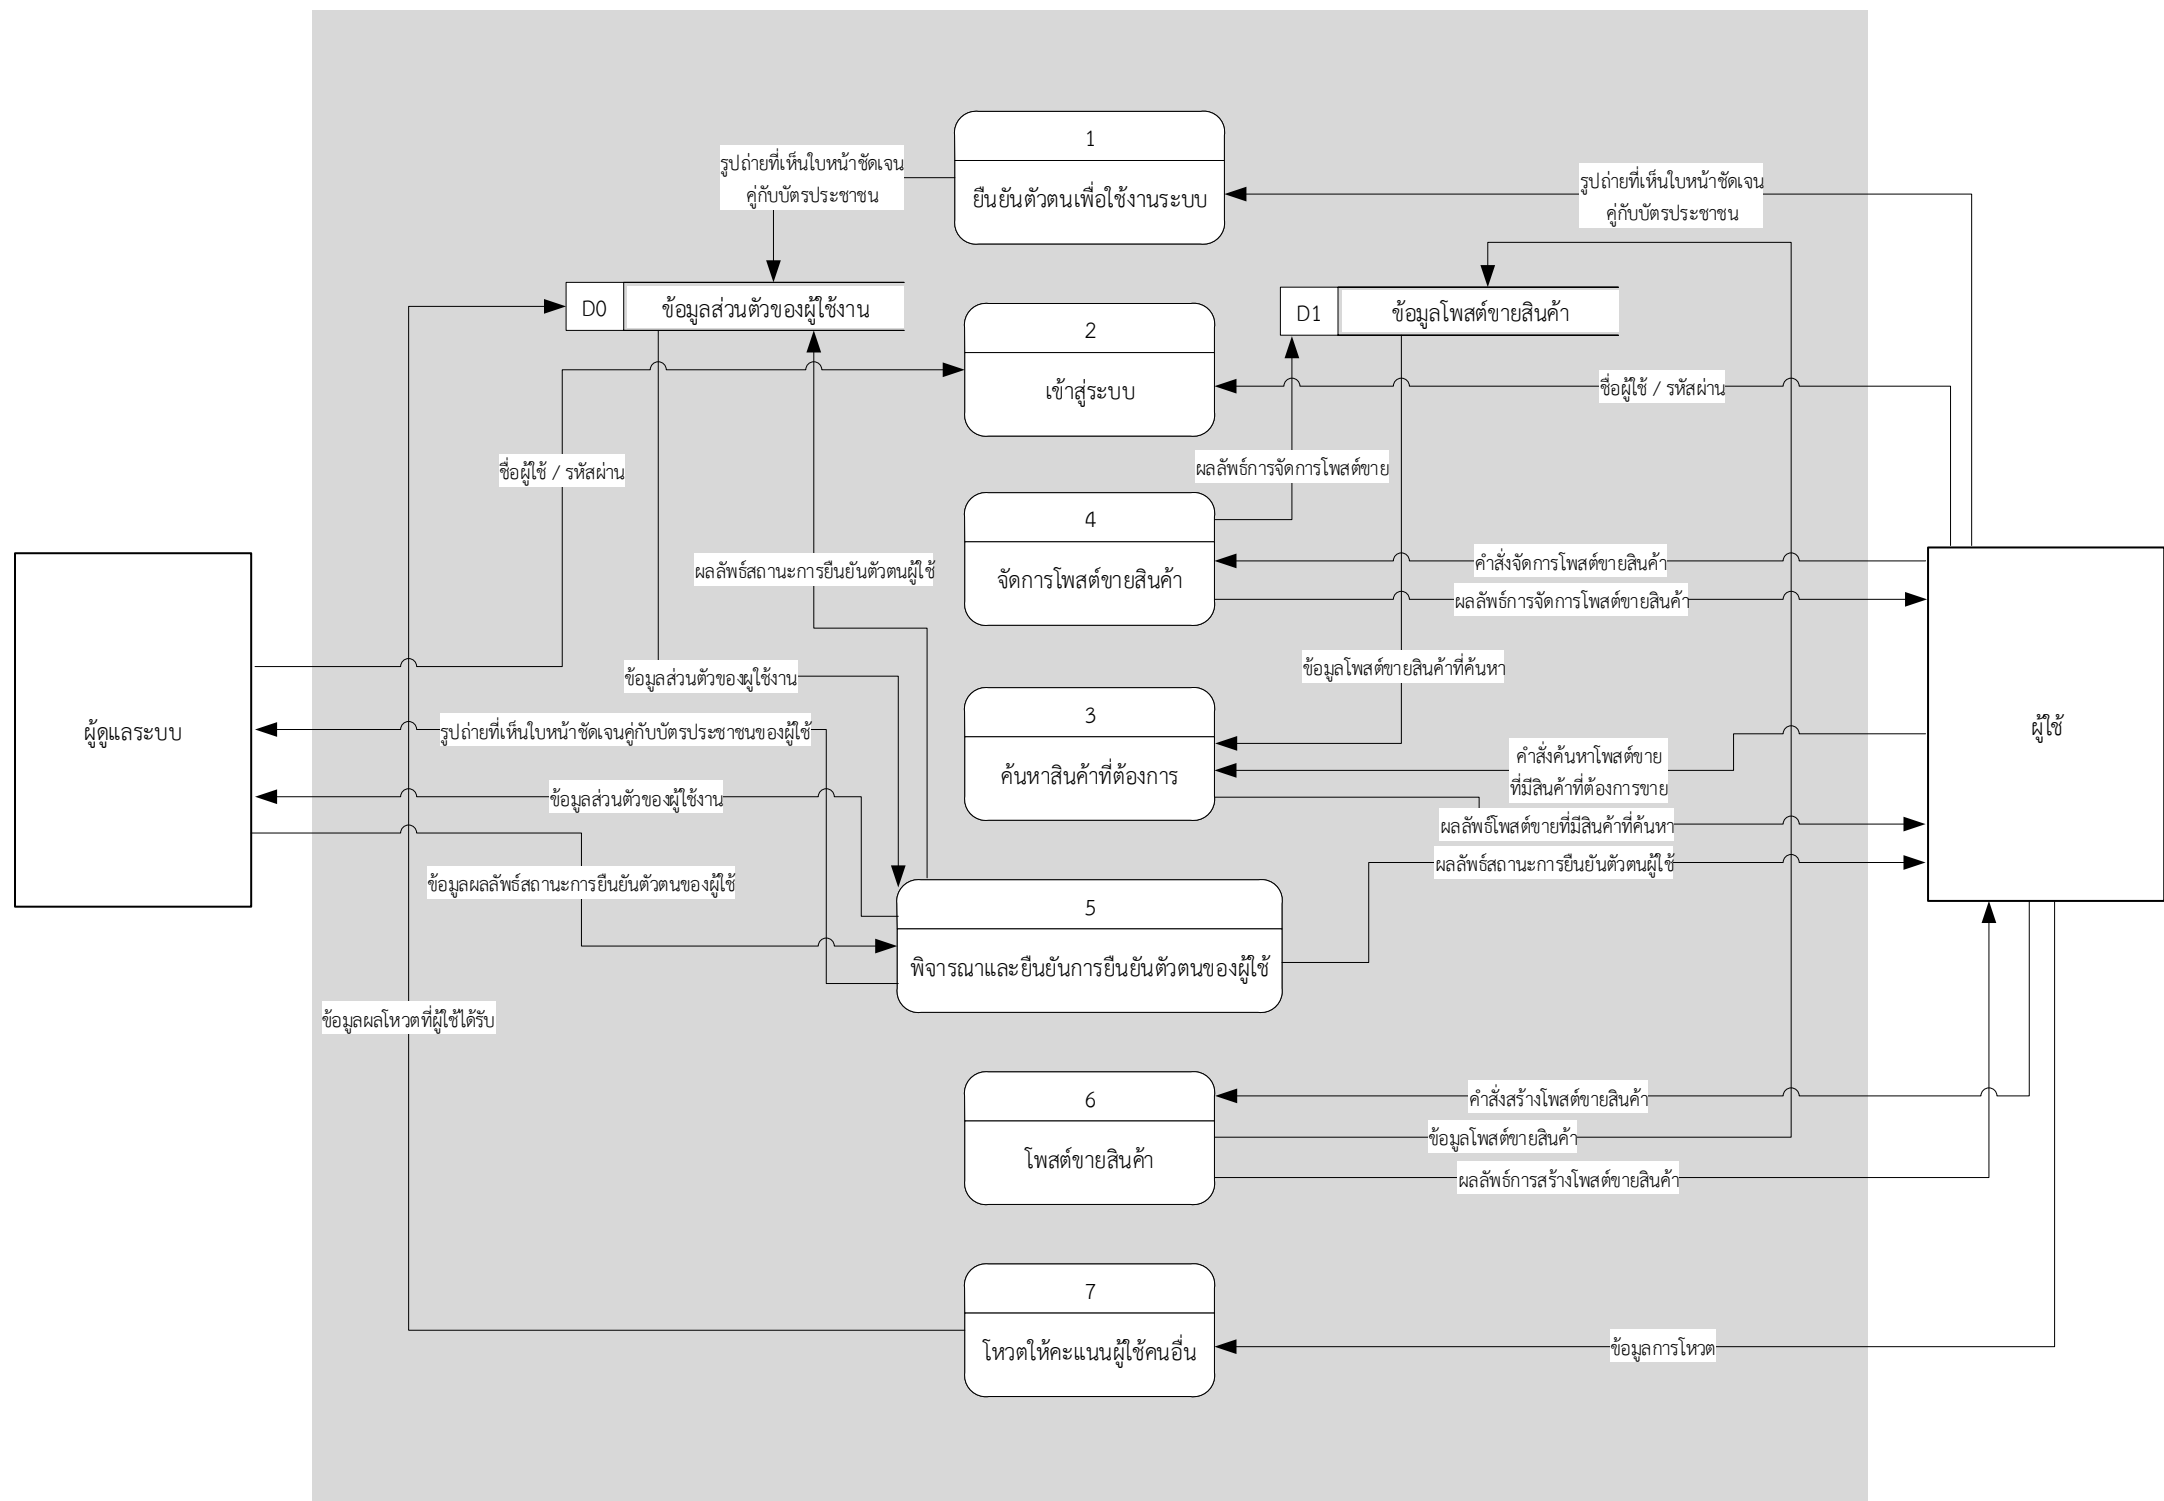 1
ยืนยันตัวตนเพื่อใช้งานระบบ
รูปถ่ายที่เห็นใบหน้าชัดเจน
คู่กับบัตรประชาชน
รูปถ่ายที่เห็นใบหน้าชัดเจน
คู่กับบัตรประชาชน
D0
ข้อมูลส่วนตัวของผู้ใช้งาน
D1
ข้อมูลโพสต์ขายสินค้า
2
เข้าสู่ระบบ
ชื่อผู้ใช้ / รหัสผ่าน
ชื่อผู้ใช้ / รหัสผ่าน
ผลลัพธ์การจัดการโพสต์ขาย
4
จัดการโพสต์ขายสินค้า
ผลลัพธ์สถานะการยืนยันตัวตนผู้ใช้
คำสั่งจัดการโพสต์ขายสินค้า
ผลลัพธ์การจัดการโพสต์ขายสินค้า
ข้อมูลส่วนตัวของผู้ใช้งาน
ข้อมูลโพสต์ขายสินค้าที่ค้นหา
ผู้ดูแลระบบ
รูปถ่ายที่เห็นใบหน้าชัดเจนคู่กับบัตรประชาชนของผู้ใช้
3
ค้นหาสินค้าที่ต้องการ
คำสั่งค้นหาโพสต์ขาย
ที่มีสินค้าที่ต้องการขาย
ผู้ใช้
ข้อมูลส่วนตัวของผู้ใช้งาน
ผลลัพธ์โพสต์ขายที่มีสินค้าที่ค้นหา
ผลลัพธ์สถานะการยืนยันตัวตนผู้ใช้
ข้อมูลผลลัพธ์สถานะการยืนยันตัวตนของผู้ใช้
5
พิจารณาและยืนยันการยืนยันตัวตนของผู้ใช้
ข้อมูลผลโหวตที่ผู้ใช้ได้รับ
6
โพสต์ขายสินค้า
คำสั่งสร้างโพสต์ขายสินค้า
ข้อมูลโพสต์ขายสินค้า
ผลลัพธ์การสร้างโพสต์ขายสินค้า
7
โหวตให้คะแนนผู้ใช้คนอื่น
ข้อมูลการโหวต